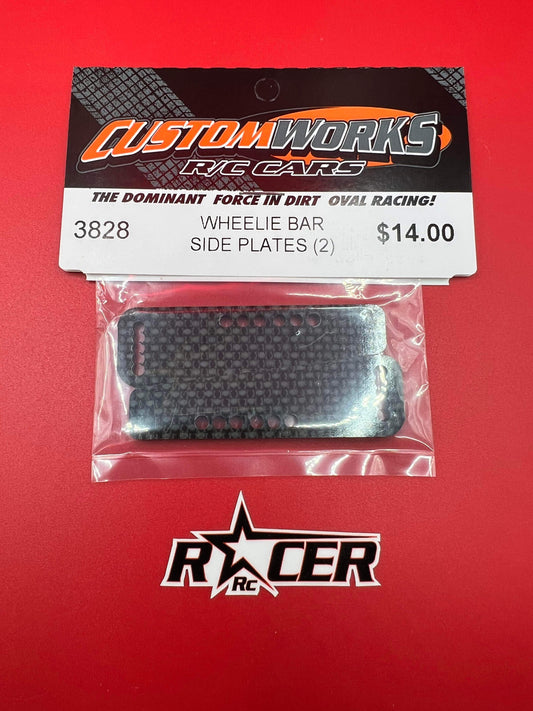 CUSTOMWORKS
R/C CARS
THE DOMINANT FORCE IN DIRT OVAL RACING!
3828 WHEELIE BAR $14.00
SIDE PLATES (2)
RACER
RC